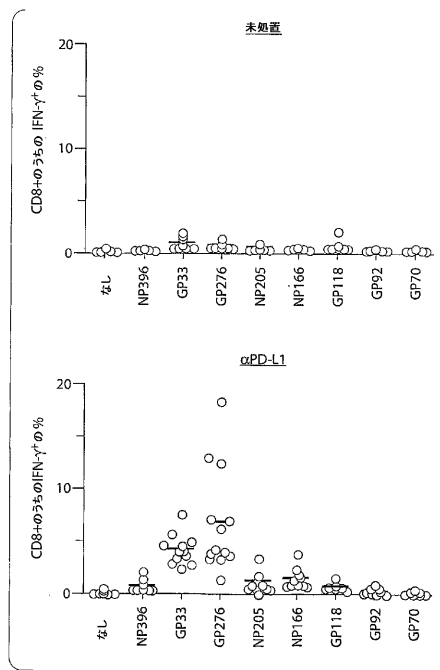 未処置
CD8+のうちの IFN-γ+の%
20
10
0
なし
NP396
GP33
GP276
NP205
NP166
GP118
GP92
GP70
αPD-L1
CD8+のうちのIFN-γ+の%
20
10
0
なし
NP396
GP33
GP276
NP205
NP166
GP118
GP92
GP70